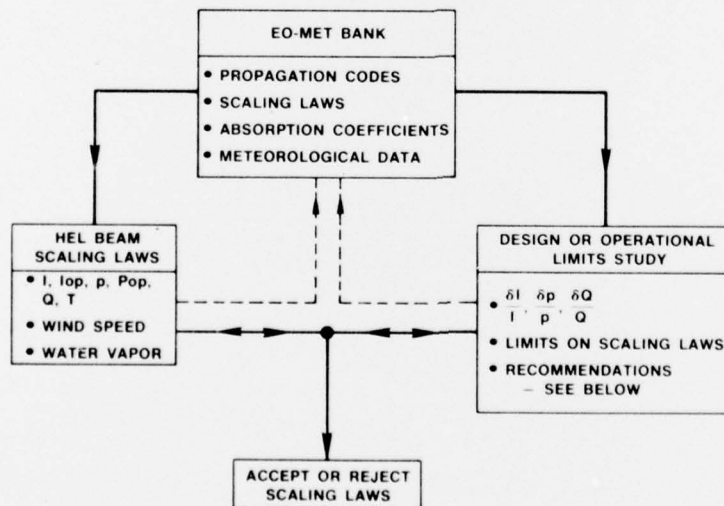 EO-MET BANK
• PROPAGATION CODES
• SCALING LAWS
• ABSORPTION COEFFICIENTS
• METEOROLOGICAL DATA
HEL BEAM
SCALING LAWS
• I, Iop, p, Pop,
Q, T
• WIND SPEED
• WATER VAPOR
DESIGN OR OPERATIONAL
LIMITS STUDY
• δI/I, δp/p, δQ/Q
• LIMITS ON SCALING LAWS
• RECOMMENDATIONS
– SEE BELOW
ACCEPT OR REJECT
SCALING LAWS